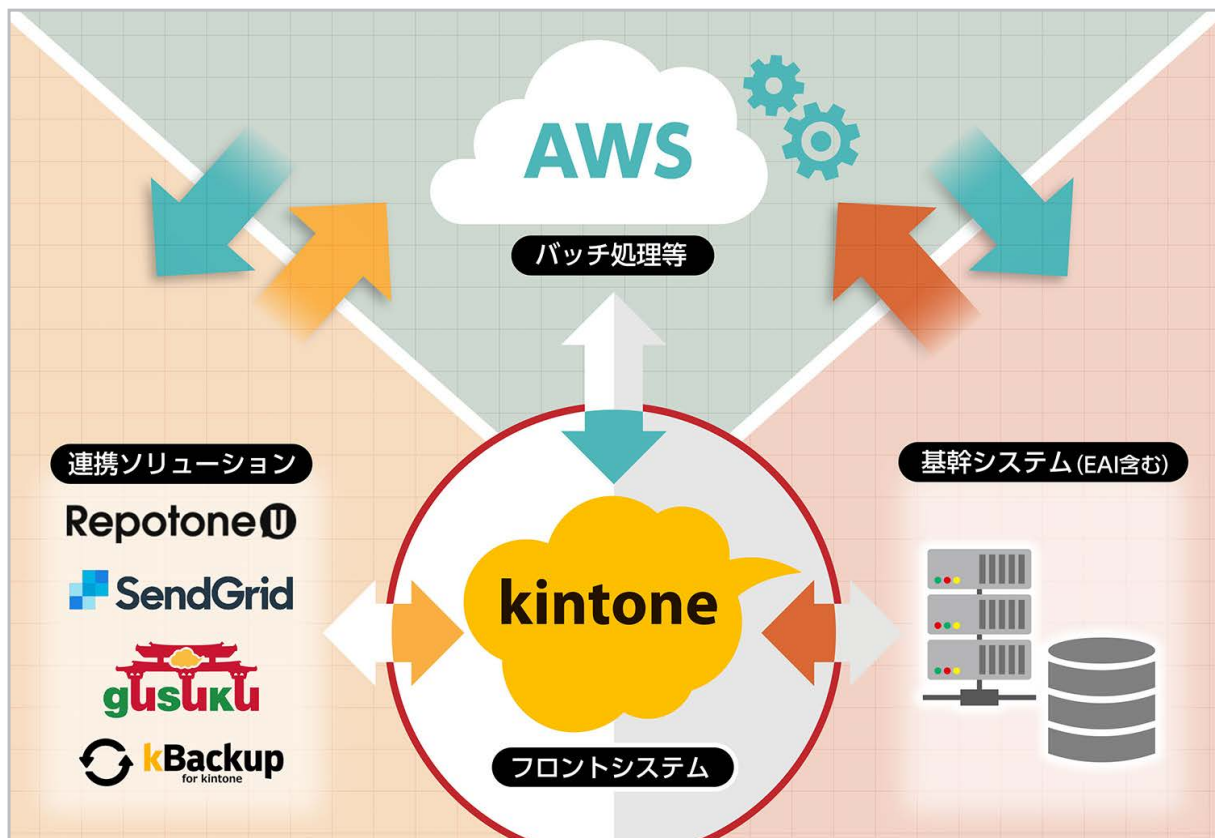 AWS
バッチ処理等
連携ソリューション
Repotone U
SendGrid
gusuku
kBackup
for kintone
基幹システム(EAI含む)
kintone
フロントシステム